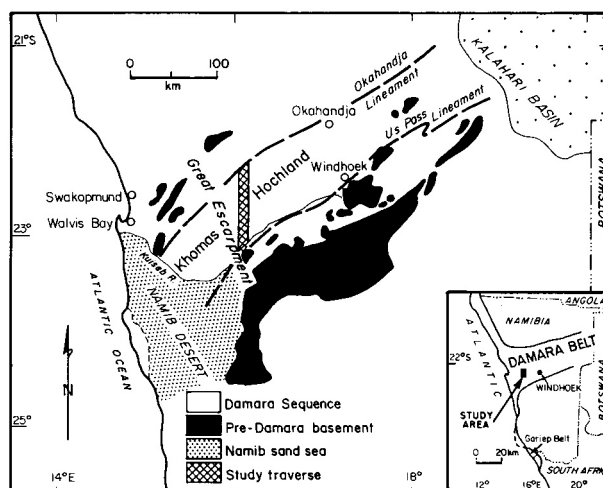 21°S
0 100
km
Okahandja
Lineament
Okahandja
KALAHARI BASIN
BOTSWANA
Us Pass Lineament
Great Escarpment
Hochland
Windhoek
Swakopmund
Walvis Bay
23°
Khomas
Kuiseb R.
NAMIB DESERT
ATLANTIC OCEAN
N
25°
14°E
18°
Damara Sequence
Pre-Damara basement
Namib sand sea
Study traverse
ANGOLA
NAMIBIA
ATLANTIC
DAMARA BELT
22°S
WINDHOEK
STUDY
AREA
BOTSWANA
Gariep Belt
0 20km
SOUTH AFR
12° 16°E 20°